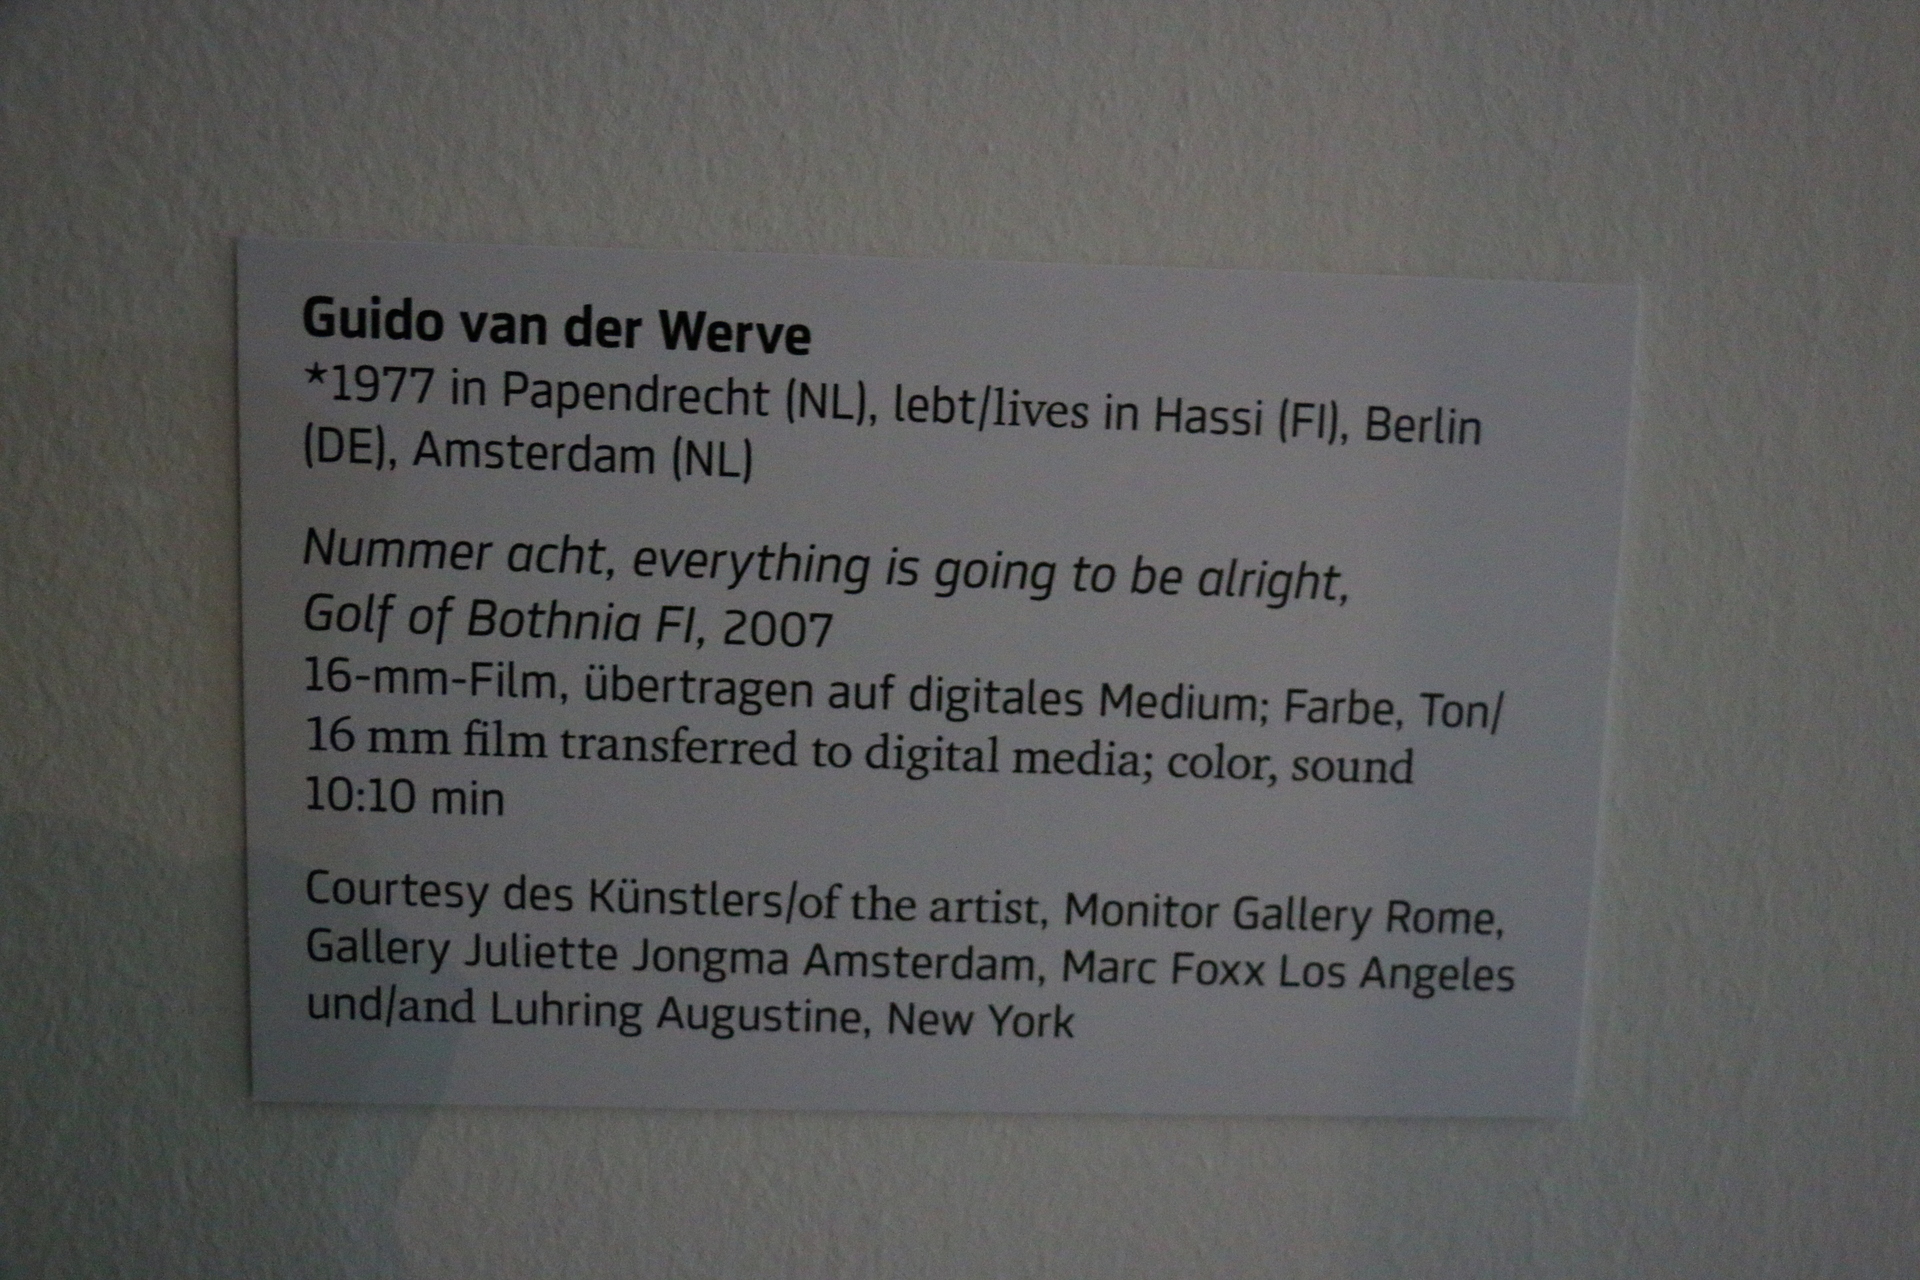 Guido van der Werve
*1977 in Papendrecht (NL), lebt/lives in Hassi (FI), Berlin
(DE), Amsterdam (NL)
Nummer acht, everything is going to be alright,
Golf of Bothnia FI, 2007
16-mm-Film, übertragen auf digitales Medium; Farbe, Ton/
16 mm film transferred to digital media; color, sound
10:10 min
Courtesy des Künstlers/of the artist, Monitor Gallery Rome,
Gallery Juliette Jongma Amsterdam, Marc Foxx Los Angeles
und/and Luhring Augustine, New York